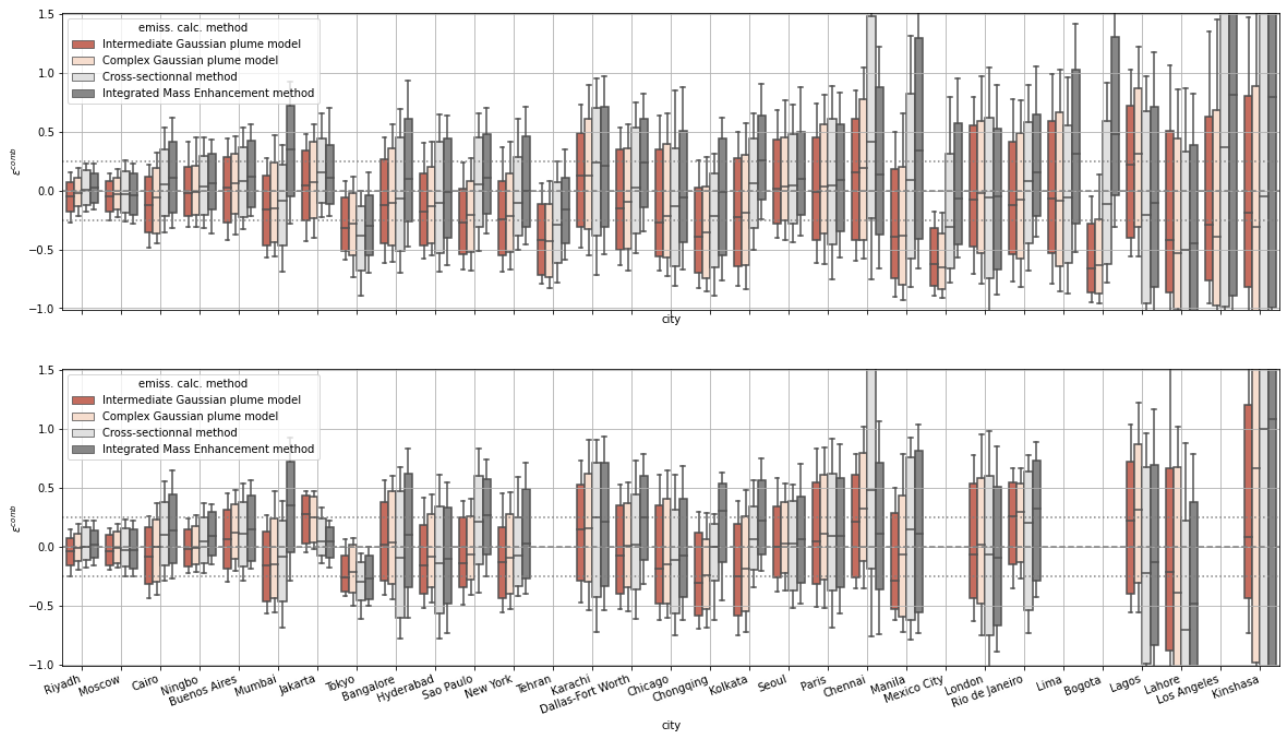 1.5
1.0
0.5
0.0
−0.5
−1.0
ε^comb
emiss. calc. method
Intermediate Gaussian plume model
Complex Gaussian plume model
Cross-sectionnal method
Integrated Mass Enhancement method
city
1.5
1.0
0.5
0.0
−0.5
−1.0
ε^comb
emiss. calc. method
Intermediate Gaussian plume model
Complex Gaussian plume model
Cross-sectionnal method
Integrated Mass Enhancement method
Riyadh
Moscow
Cairo
Ningbo
Buenos Aires
Mumbai
Jakarta
Tokyo
Bangalore
Hyderabad
Sao Paulo
New York
Tehran
Karachi
Dallas-Fort Worth
Chicago
Chongqing
Kolkata
Seoul
Paris
Chennai
Manila
Mexico City
London
Rio de Janeiro
Lima
Bogota
Lagos
Lahore
Los Angeles
Kinshasa
city